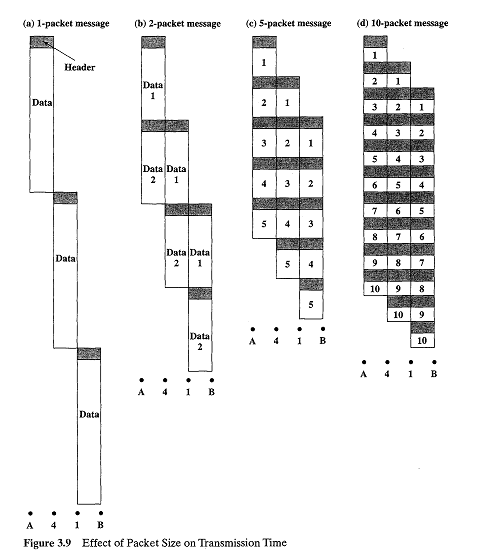 (a) 1-packet message
Header
Data
Data
Data
A 4 1 B
(b) 2-packet message
Data
1
Data Data
2 1
Data Data
2 1
Data
2
A 4 1 B
(c) 5-packet message
1
2 1
3 2 1
4 3 2
5 4 3
5 4
5
A 4 1 B
(d) 10-packet message
1
2 1
3 2 1
4 3 2
5 4 3
6 5 4
7 6 5
8 7 6
9 8 7
10 9 8
10 9
10
A 4 1 B
Figure 3.9 Effect of Packet Size on Transmission Time